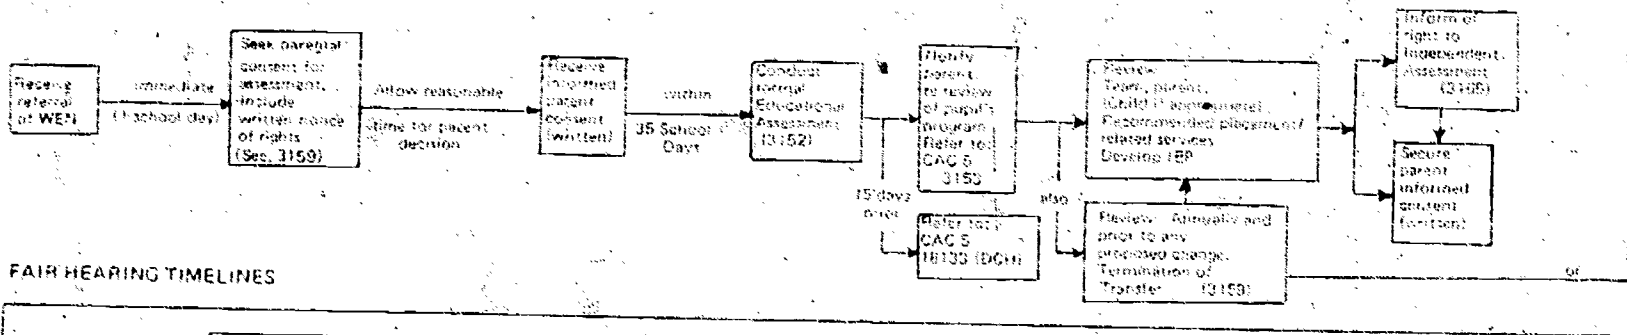 Receive
referral
of WEN
immediate
(1 school day)
Seek parental
consent for
assessment,
include
written notice
of rights
(Sec. 3159)
Allow reasonable
time for parent
decision
Receive
informed
parent
consent
(written)
within
35 School
Days
Conduct
formal
Educational
Assessment
(3152)
15 days
prior
Notify
parent
to review
of pupil's
program
Refer to:
CAC 5
3153
Refer to:
CAC 5
(DCH)
also
Review
Team, parent,
(Child if appropriate)
Recommended placement/
related services
Develop IEP
Review: Annually and
prior to any
proposed change,
Termination of
Transfer (3159)
Inform of
right to
Independent
Assessment
Secure
parent
informed
consent
(written)
or
FAIR HEARING TIMELINES